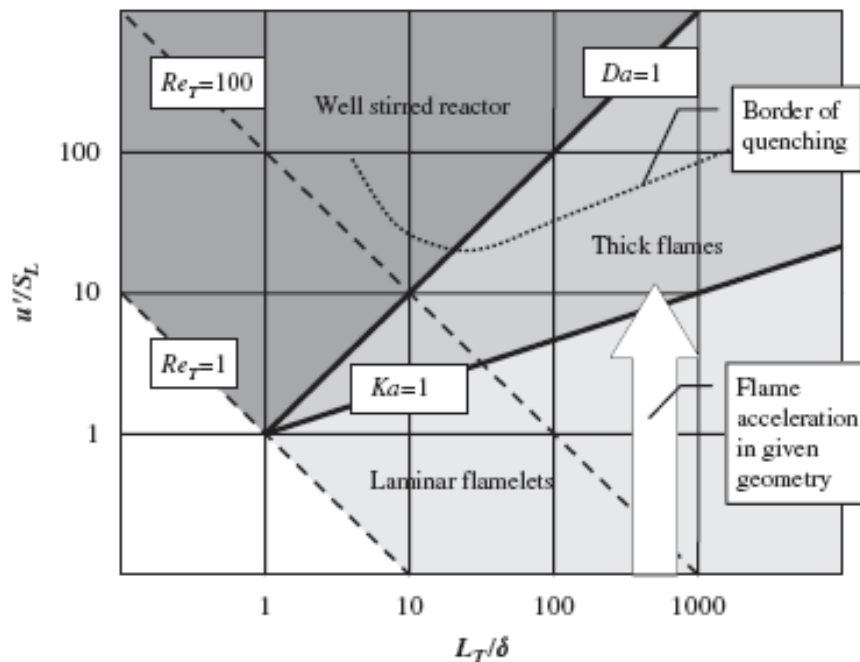 Re_T=100
Well stirred reactor
Da=1
Border of
quenching
100
Thick flames
u'/S_L
10
Re_T=1
Ka=1
Flame
acceleration
in given
geometry
1
Laminar flamelets
1
10
100
1000
L_T/δ